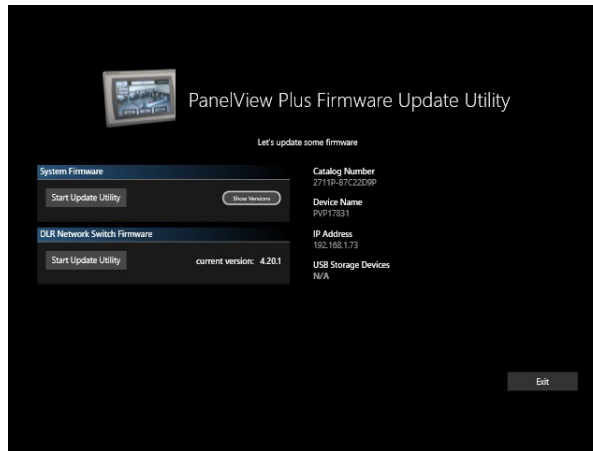 PanelView Plus Firmware Update Utility
Let's update some firmware
System Firmware
Start Update Utility
Show Versions
DLR Network Switch Firmware
Start Update Utility
current version: 4.20.1
Catalog Number
2711P-B7C22D9P
Device Name
PVP17831
IP Address
192.168.1.73
USB Storage Devices
N/A
Exit